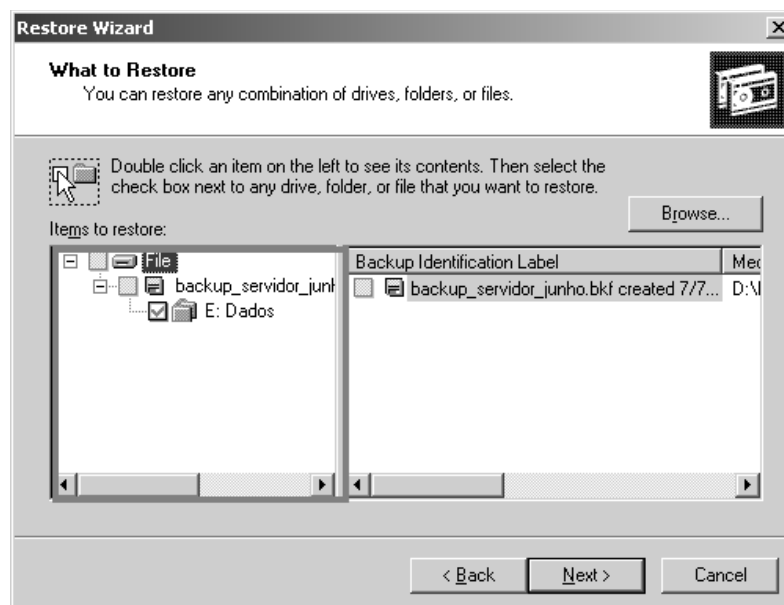 Restore Wizard
What to Restore
You can restore any combination of drives, folders, or files.
Double click an item on the left to see its contents. Then select the
check box next to any drive, folder, or file that you want to restore.
Browse...
Items to restore:
File
backup_servidor_junh
E: Dados
Backup Identification Label
Med
backup_servidor_junho.bkf created 7/7...
D:\
< Back
Next >
Cancel